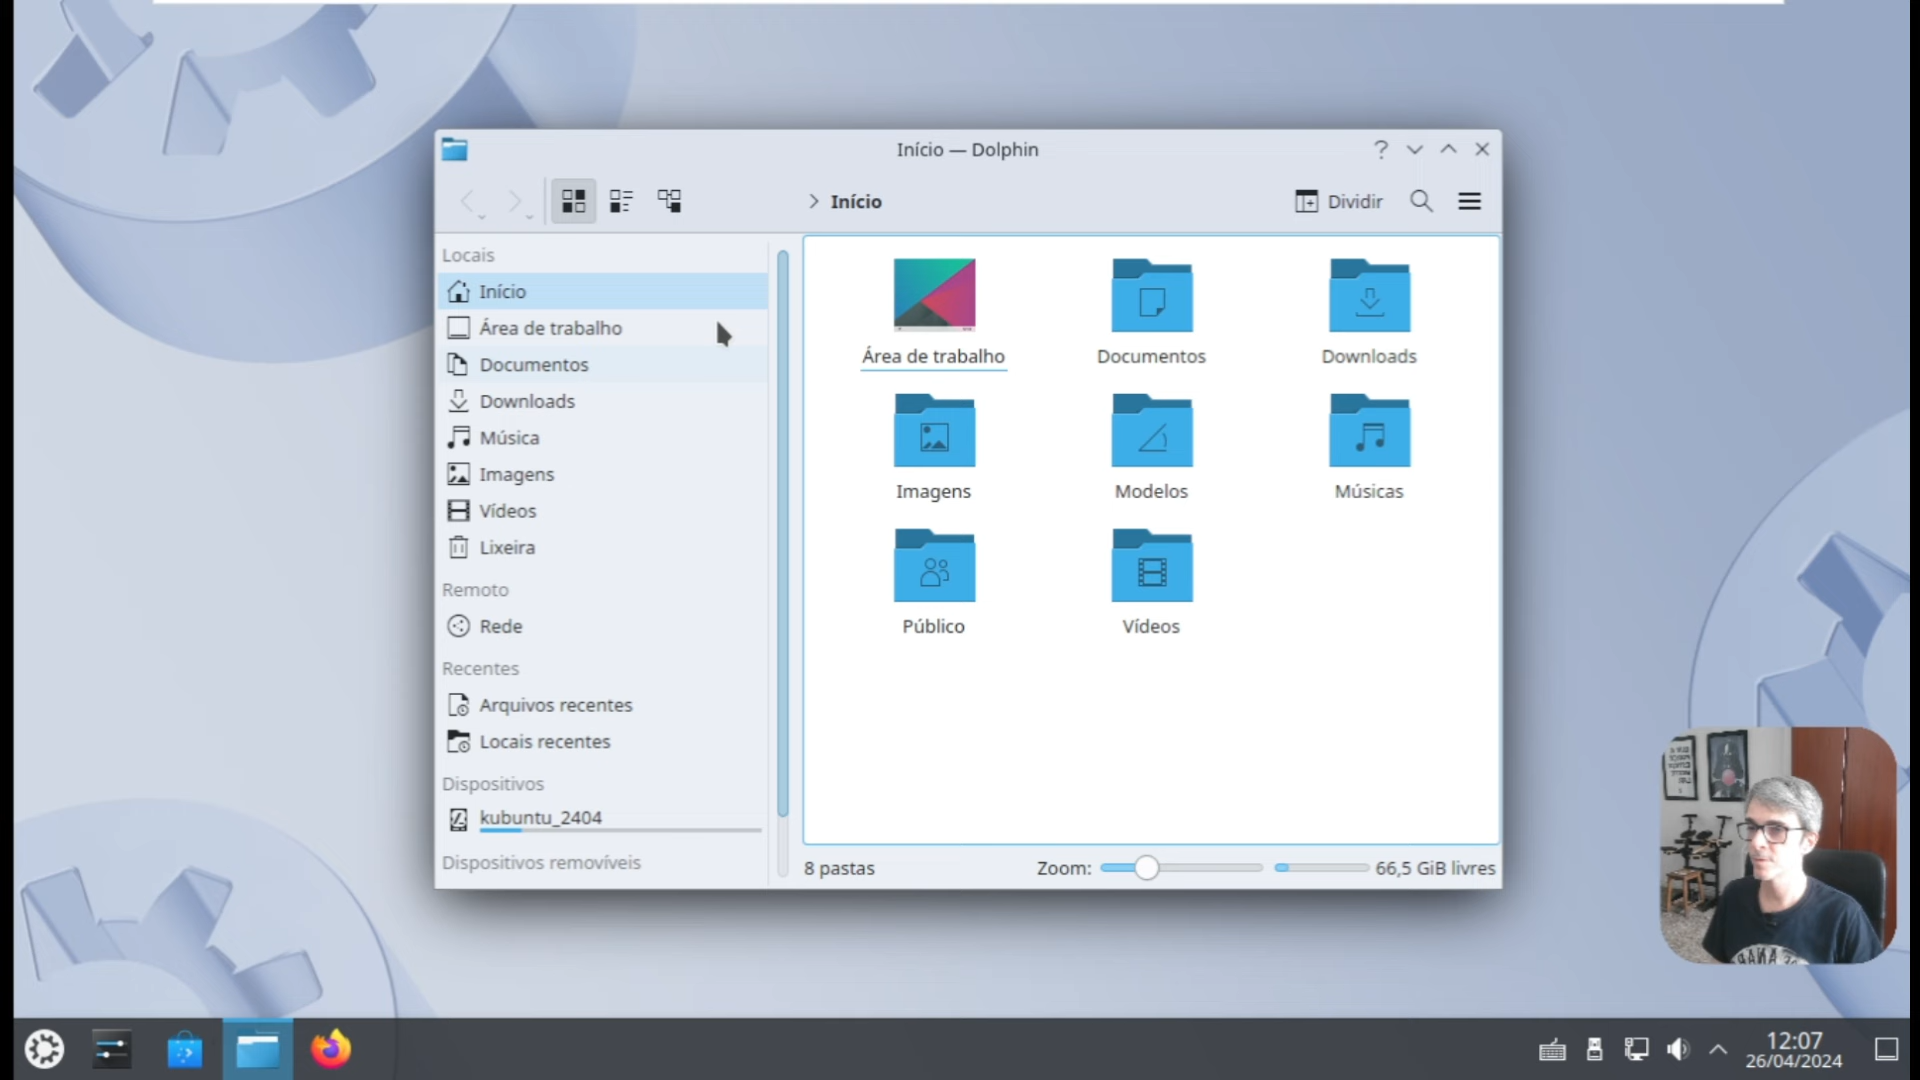 Início — Dolphin
Início
Dividir
Locais
Início
Área de trabalho
Documentos
Downloads
Música
Imagens
Vídeos
Lixeira
Remoto
Rede
Recentes
Arquivos recentes
Locais recentes
Dispositivos
kubuntu_2404
Dispositivos removíveis
Área de trabalho
Documentos
Downloads
Imagens
Modelos
Músicas
Público
Vídeos
8 pastas
Zoom:
66,5 GiB livres
12:07
26/04/2024